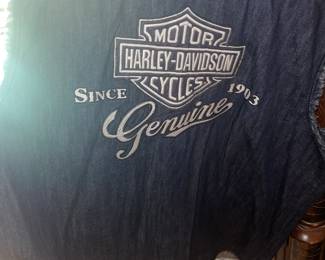 MOTOR
HARLEY-DAVIDSON
CYCLES
SINCE 1903
Genuine